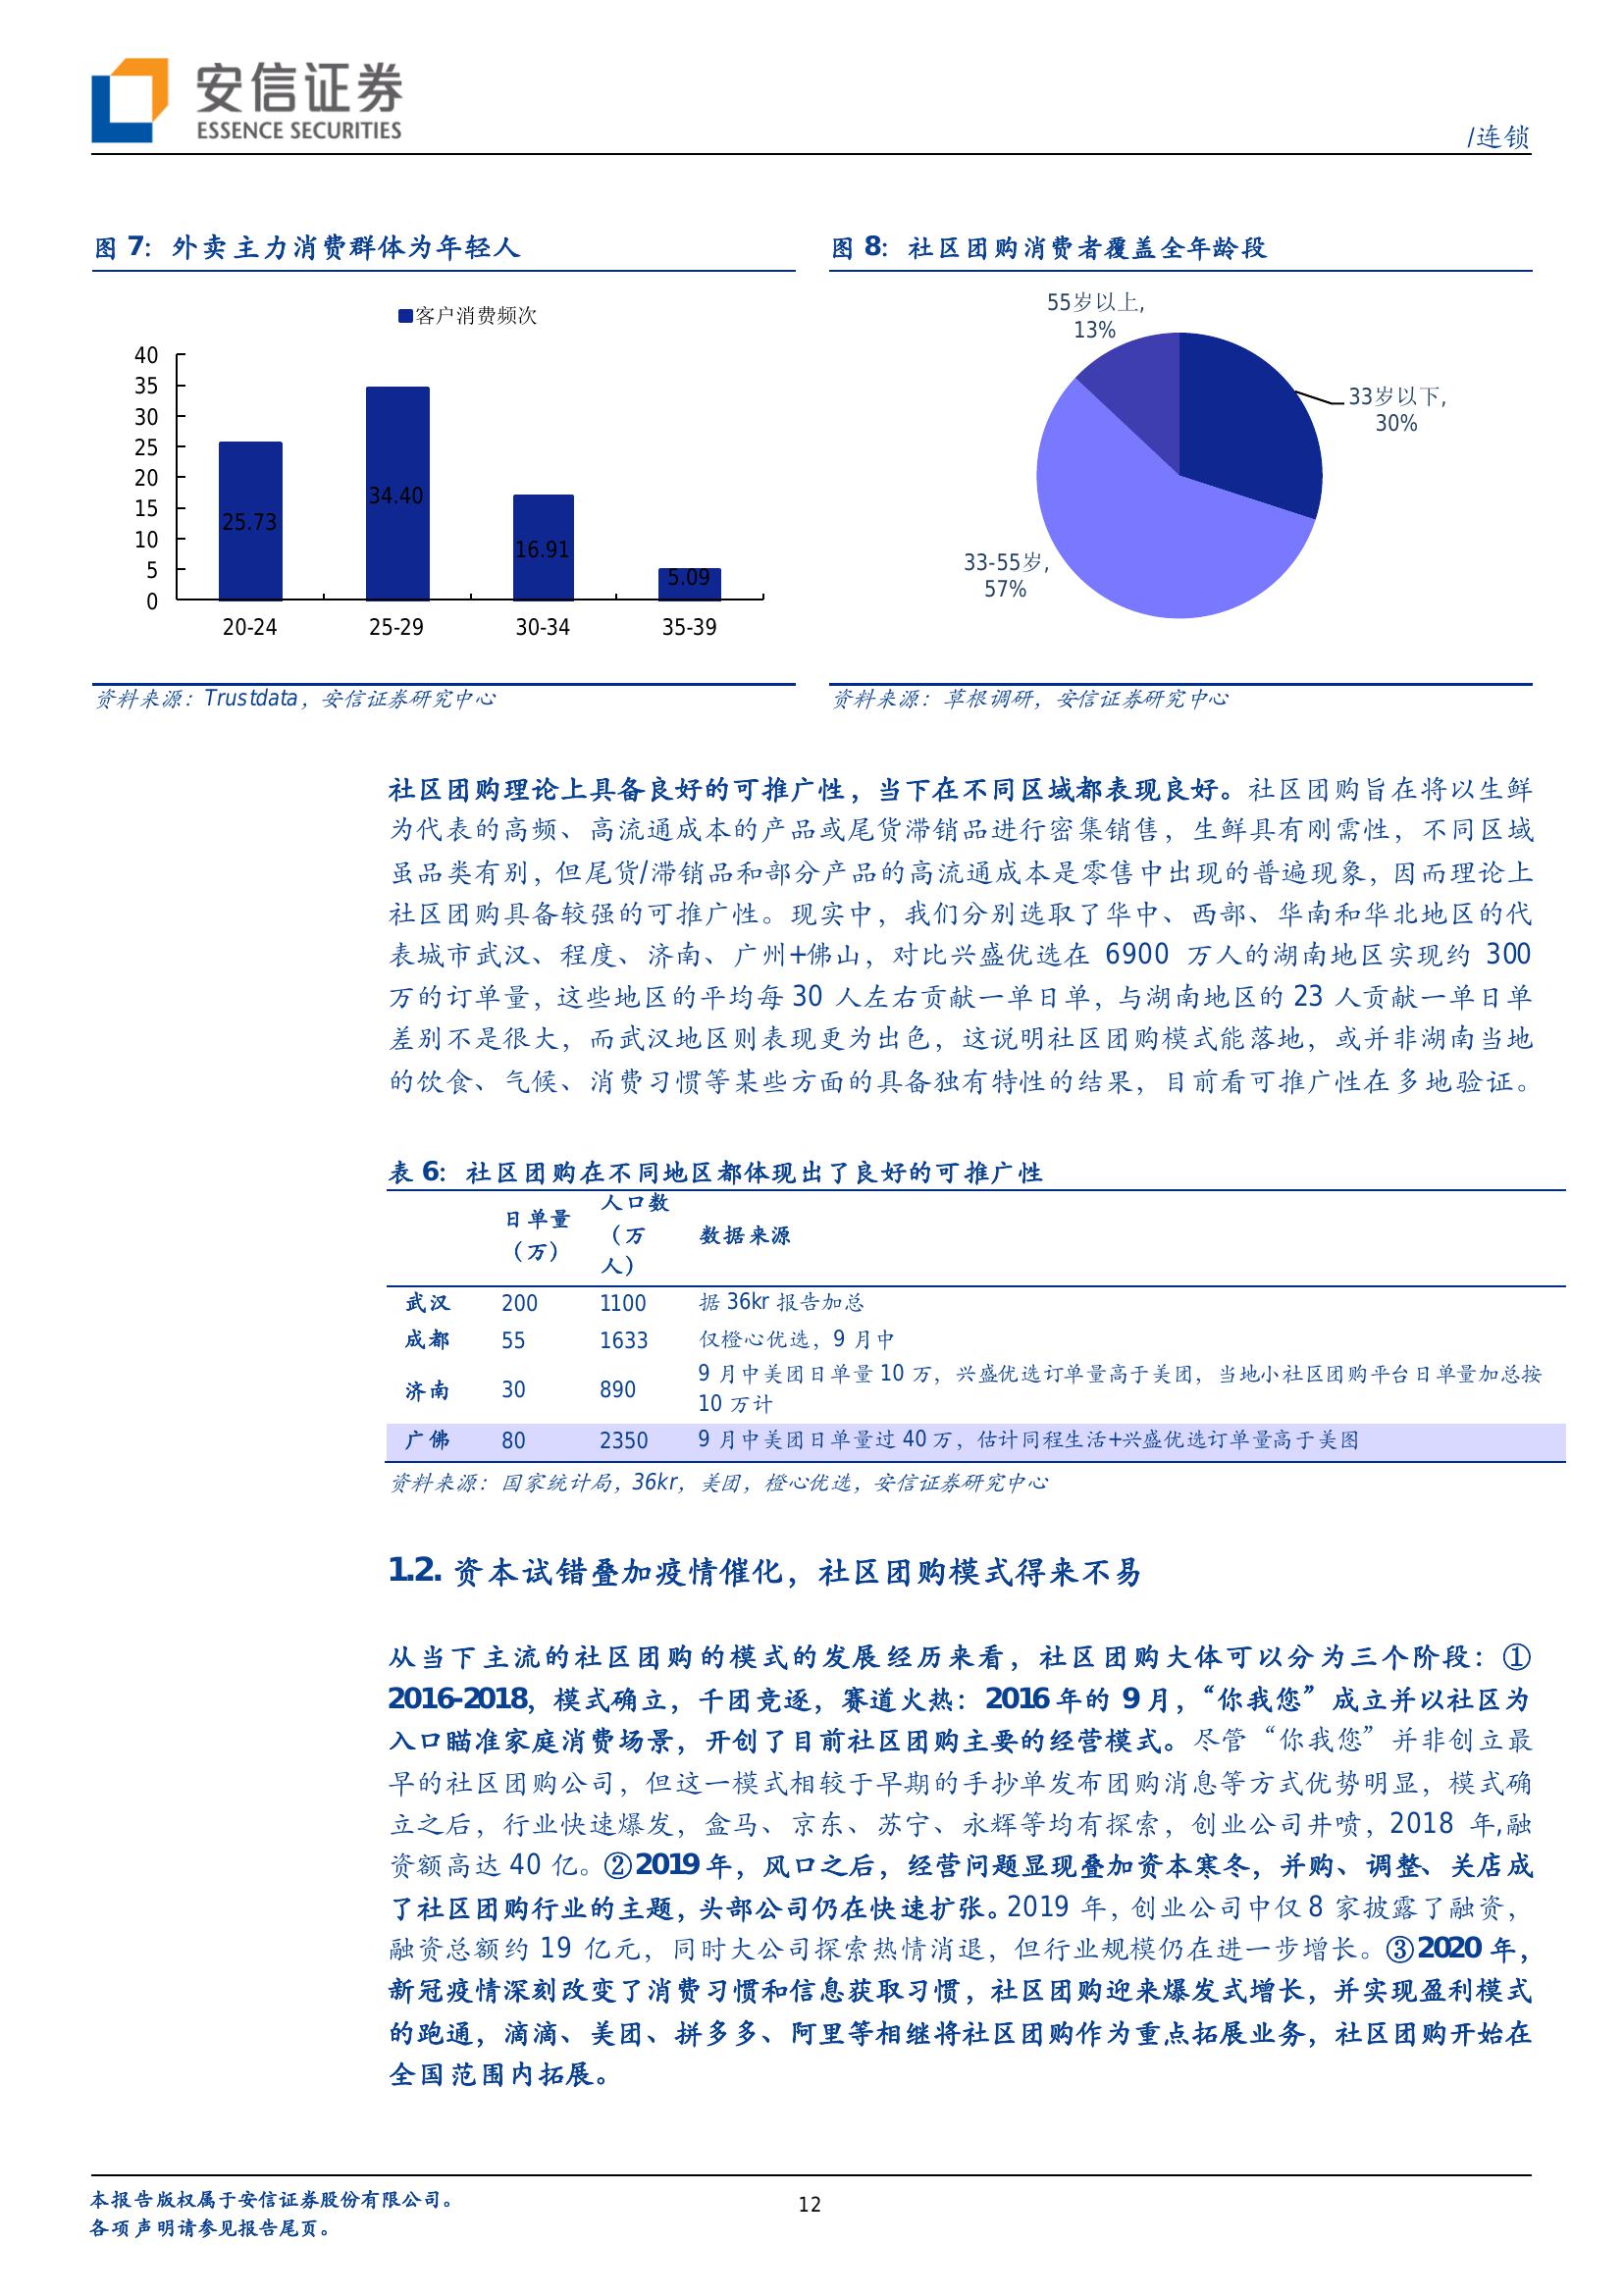 安信证券
ESSENCE SECURITIES
/连锁
图 7：外卖主力消费群体为年轻人
客户消费频次
40
35
30
25
20
15
10
5
0
25.73
34.40
16.91
5.09
20-24
25-29
30-34
35-39
资料来源：Trustdata，安信证券研究中心
图 8：社区团购消费者覆盖全年龄段
55岁以上,
13%
33岁以下,
30%
33-55岁,
57%
资料来源：草根调研，安信证券研究中心
社区团购理论上具备良好的可推广性，当下在不同区域都表现良好。社区团购旨在将以生鲜
为代表的高频、高流通成本的产品或尾货滞销品进行密集销售，生鲜具有刚需性，不同区域
虽品类有别，但尾货/滞销品和部分产品的高流通成本是零售中出现的普遍现象，因而理论上
社区团购具备较强的可推广性。现实中，我们分别选取了华中、西部、华南和华北地区的代
表城市武汉、程度、济南、广州+佛山，对比兴盛优选在 6900 万人的湖南地区实现约 300
万的订单量，这些地区的平均每 30 人左右贡献一单日单，与湖南地区的 23 人贡献一单日单
差别不是很大，而武汉地区则表现更为出色，这说明社区团购模式能落地，或并非湖南当地
的饮食、气候、消费习惯等某些方面的具备独有特性的结果，目前看可推广性在多地验证。
表 6：社区团购在不同地区都体现出了良好的可推广性
日单量（万） 人口数（万人） 数据来源
武汉 200 1100 据 36kr 报告加总
成都 55 1633 仅橙心优选，9 月中
济南 30 890 9 月中美团日单量 10 万，兴盛优选订单量高于美团，当地小社区团购平台日单量加总按
10 万计
广佛 80 2350 9 月中美团日单量过 40 万，估计同程生活+兴盛优选订单量高于美图
资料来源：国家统计局，36kr，美团，橙心优选，安信证券研究中心
1.2. 资本试错叠加疫情催化，社区团购模式得来不易
从当下主流的社区团购的模式的发展经历来看，社区团购大体可以分为三个阶段：①
2016-2018，模式确立，千团竞逐，赛道火热：2016 年的 9 月，“你我您”成立并以社区为
入口瞄准家庭消费场景，开创了目前社区团购主要的经营模式。尽管“你我您”并非创立最
早的社区团购公司，但这一模式相较于早期的手抄单发布团购消息等方式优势明显，模式确
立之后，行业快速爆发，盒马、京东、苏宁、永辉等均有探索，创业公司井喷，2018 年,融
资额高达 40 亿。②2019 年，风口之后，经营问题显现叠加资本寒冬，并购、调整、关店成
了社区团购行业的主题，头部公司仍在快速扩张。2019 年，创业公司中仅 8 家披露了融资，
融资总额约 19 亿元，同时大公司探索热情消退，但行业规模仍在进一步增长。③2020 年，
新冠疫情深刻改变了消费习惯和信息获取习惯，社区团购迎来爆发式增长，并实现盈利模式
的跑通，滴滴、美团、拼多多、阿里等相继将社区团购作为重点拓展业务，社区团购开始在
全国范围内拓展。
本报告版权属于安信证券股份有限公司。
各项声明请参见报告尾页。
12